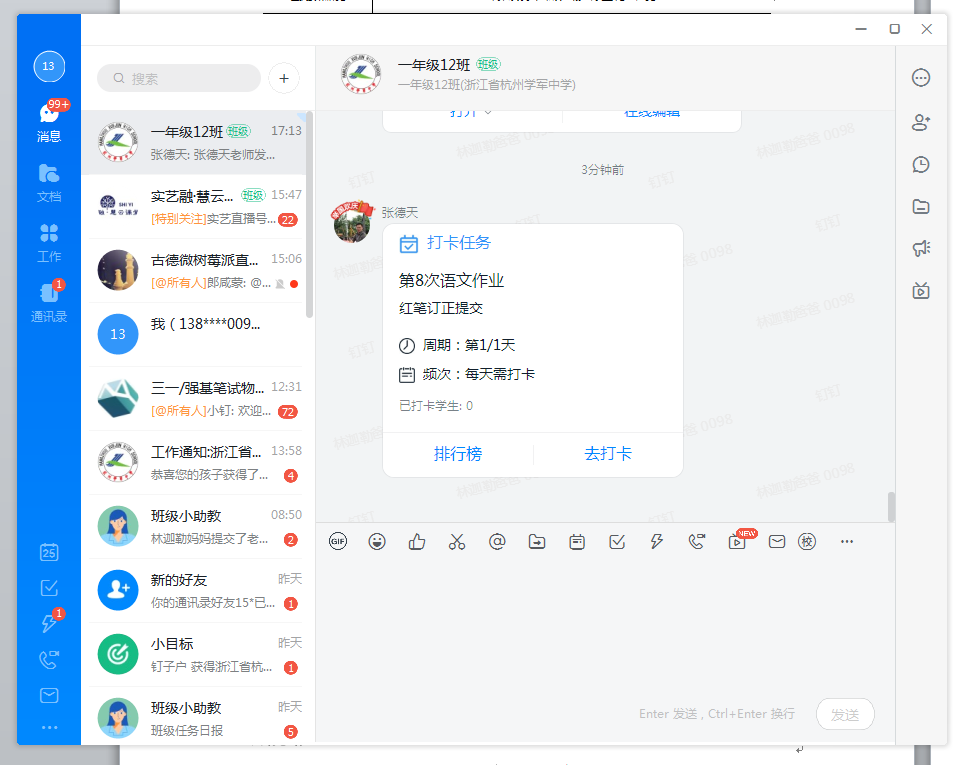 13
99+
消息
文档
工作
1
通讯录
25
1
搜索
一年级12班 班级 17:13
张德天: 张德天老师发...
实艺融·慧云... 班级 15:47
[特别关注]实艺直播号... 22
古德微树莓派直... 15:06
[@所有人]郎咸蒙: @...
13
我 ( 138****009...
三一/强基笔试物... 12:31
[@所有人]小钉: 欢迎... 72
工作通知:浙江省... 13:58
恭喜您的孩子获得了... 4
班级小助教 08:50
林迦勒妈妈提交了老... 2
新的好友 昨天
你的通讯录好友15*已... 1
小目标 昨天
钉子户 获得浙江省杭... 1
班级小助教 昨天
班级任务日报 5
一年级12班 班级
一年级12班(浙江省杭州学军中学)
打开 在线编辑
3分钟前
张德天
打卡任务
第8次语文作业
红笔订正提交
周期：第1/1天
频次：每天需打卡
已打卡学生: 0
排行榜 去打卡
林迦勒爸爸 0098
钉钉
GIF
NEW
校
Enter 发送 , Ctrl+Enter 换行
发送